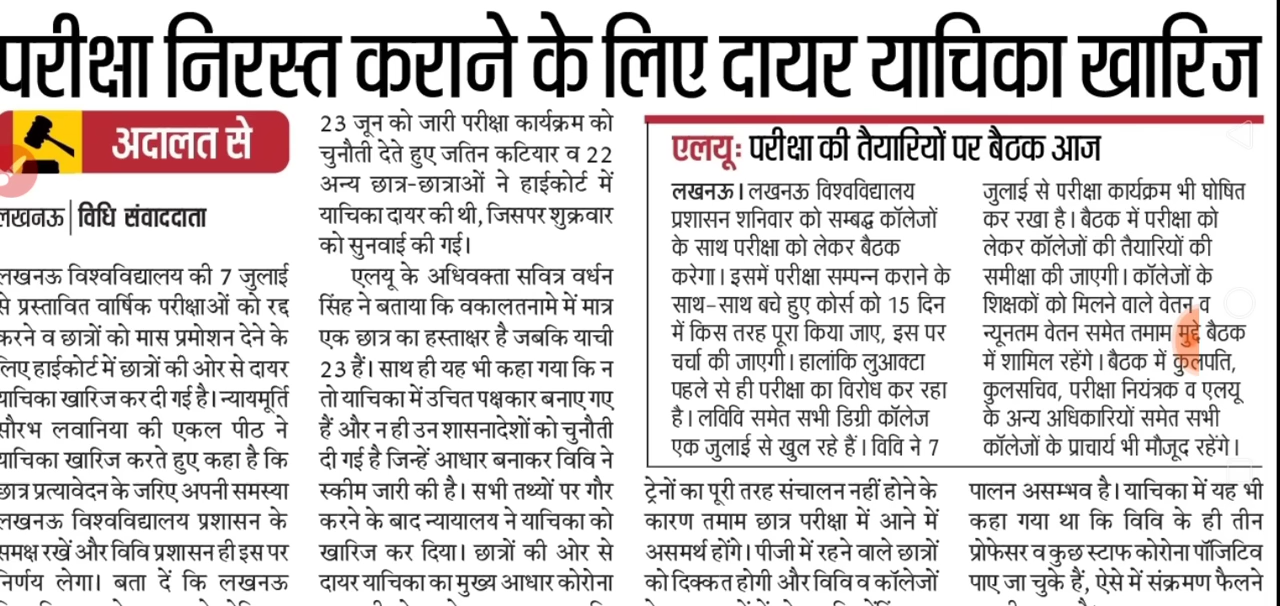 परीक्षा निरस्त कराने के लिए दायर याचिका खारिज
अदालत से
लखनऊ | विधि संवाददाता
लखनऊ विश्वविद्यालय की 7 जुलाई
से प्रस्तावित वार्षिक परीक्षाओं को रद्द
करने व छात्रों को मास प्रमोशन देने के
लिए हाईकोर्ट में छात्रों की ओर से दायर
याचिका खारिज कर दी गई है। न्यायमूर्ति
सौरभ लवानिया की एकल पीठ ने
याचिका खारिज करते हुए कहा है कि
छात्र प्रत्यावेदन के जरिए अपनी समस्या
लखनऊ विश्वविद्यालय प्रशासन के
समक्ष रखें और विवि प्रशासन ही इस पर
निर्णय लेगा। बता दें कि लखनऊ
23 जून को जारी परीक्षा कार्यक्रम को
चुनौती देते हुए जतिन कटियार व 22
अन्य छात्र-छात्राओं ने हाईकोर्ट में
याचिका दायर की थी, जिसपर शुक्रवार
को सुनवाई की गई।
एलयू के अधिवक्ता सवित्र वर्धन
सिंह ने बताया कि वकालतनामे में मात्र
एक छात्र का हस्ताक्षर है जबकि याची
23 हैं। साथ ही यह भी कहा गया कि न
तो याचिका में उचित पक्षकार बनाए गए
हैं और न ही उन शासनादेशों को चुनौती
दी गई है जिन्हें आधार बनाकर विवि ने
स्कीम जारी की है। सभी तथ्यों पर गौर
करने के बाद न्यायालय ने याचिका को
खारिज कर दिया। छात्रों की ओर से
दायर याचिका का मुख्य आधार कोरोना
एलयू: परीक्षा की तैयारियों पर बैठक आज
लखनऊ। लखनऊ विश्वविद्यालय
प्रशासन शनिवार को सम्बद्ध कॉलेजों
के साथ परीक्षा को लेकर बैठक
करेगा। इसमें परीक्षा सम्पन्न कराने के
साथ-साथ बचे हुए कोर्स को 15 दिन
में किस तरह पूरा किया जाए, इस पर
चर्चा की जाएगी। हालांकि लुआक्टा
पहले से ही परीक्षा का विरोध कर रहा
है। लविवि समेत सभी डिग्री कॉलेज
एक जुलाई से खुल रहे हैं। विवि ने 7
जुलाई से परीक्षा कार्यक्रम भी घोषित
कर रखा है। बैठक में परीक्षा को
लेकर कॉलेजों की तैयारियों की
समीक्षा की जाएगी। कॉलेजों के
शिक्षकों को मिलने वाले वेतन व
न्यूनतम वेतन समेत तमाम मुद्दे बैठक
में शामिल रहेंगे। बैठक में कुलपति,
कुलसचिव, परीक्षा नियंत्रक व एलयू
के अन्य अधिकारियों समेत सभी
कॉलेजों के प्राचार्य भी मौजूद रहेंगे।
ट्रेनों का पूरी तरह संचालन नहीं होने के
कारण तमाम छात्र परीक्षा में आने में
असमर्थ होंगे। पीजी में रहने वाले छात्रों
को दिक्कत होगी और विवि व कॉलेजों
पालन असम्भव है। याचिका में यह भी
कहा गया था कि विवि के ही तीन
प्रोफेसर व कुछ स्टाफ कोरोना पॉजिटिव
पाए जा चुके हैं, ऐसे में संक्रमण फैलने